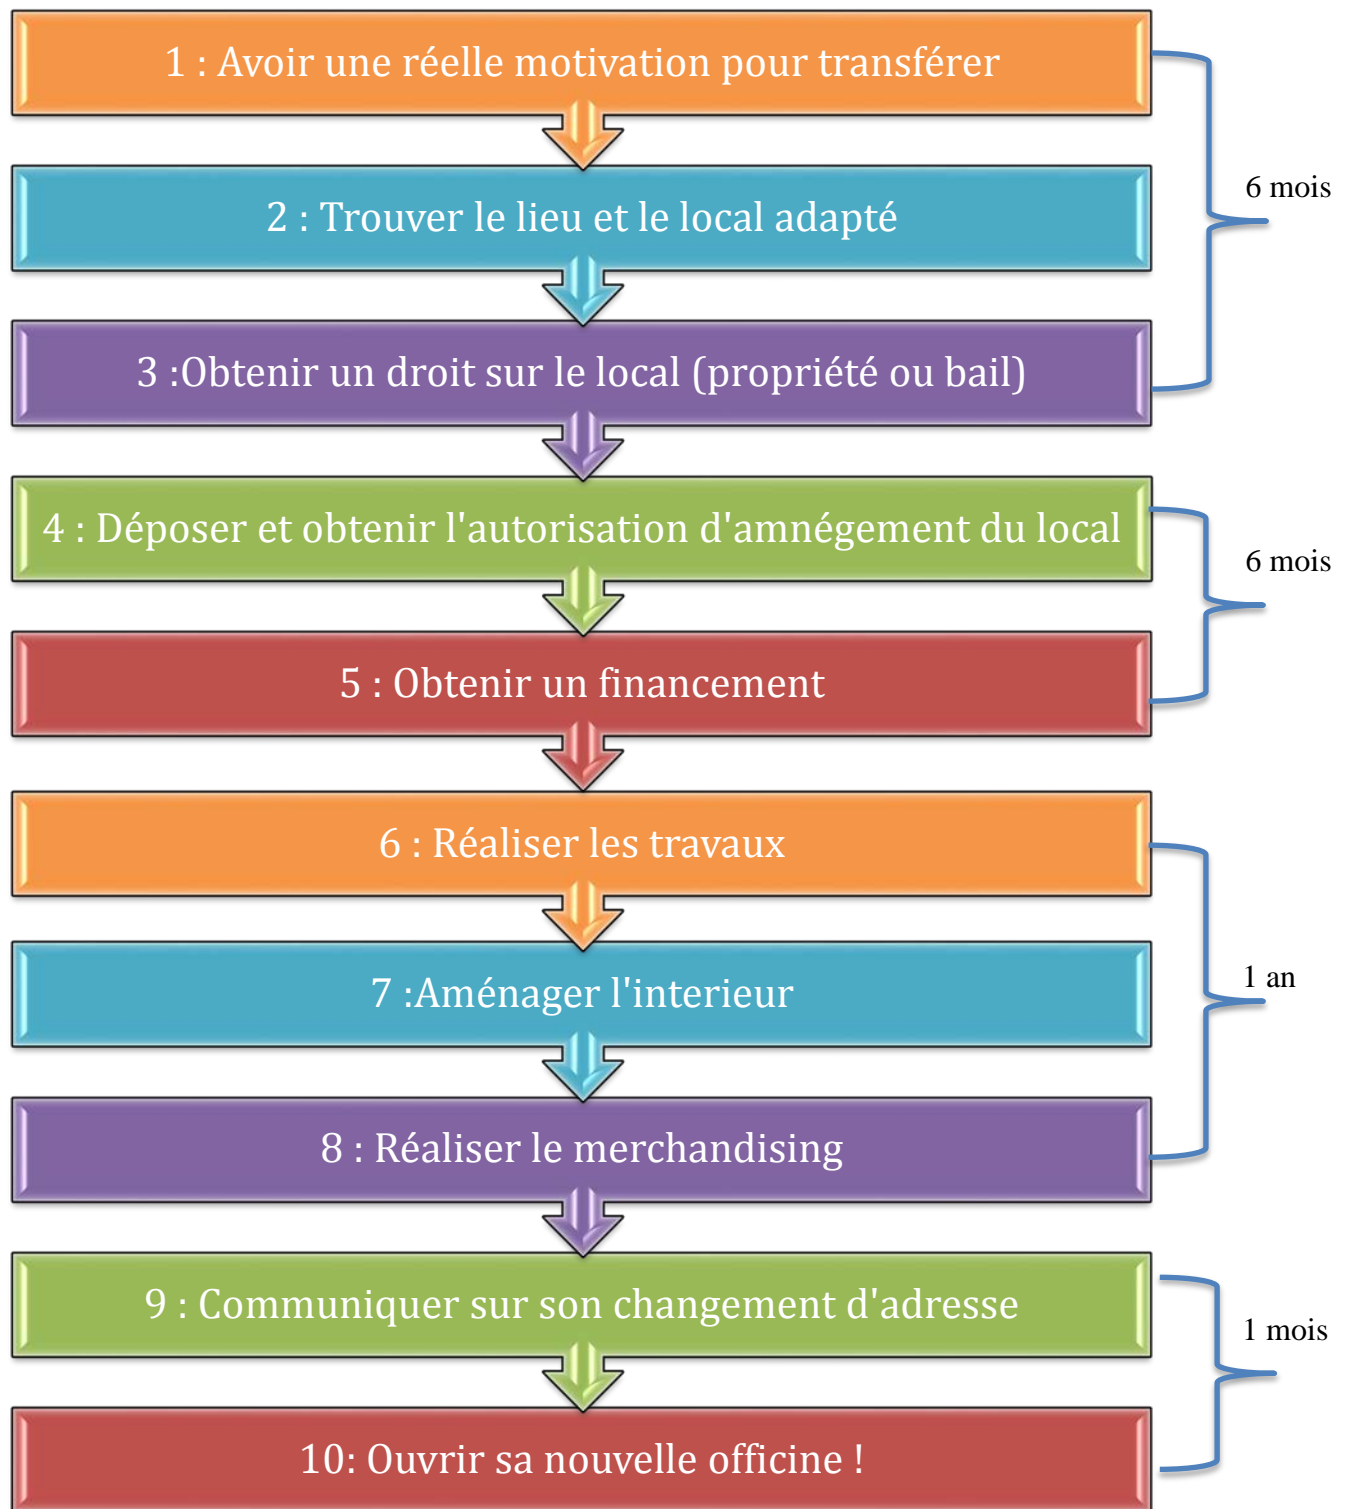 1 : Avoir une réelle motivation pour transférer
6 mois
2 : Trouver le lieu et le local adapté
3 :Obtenir un droit sur le local (propriété ou bail)
4 : Déposer et obtenir l'autorisation d'amnégement du local
6 mois
5 : Obtenir un financement
6 : Réaliser les travaux
1 an
7 :Aménager l'interieur
8 : Réaliser le merchandising
9 : Communiquer sur son changement d'adresse
1 mois
10: Ouvrir sa nouvelle officine !